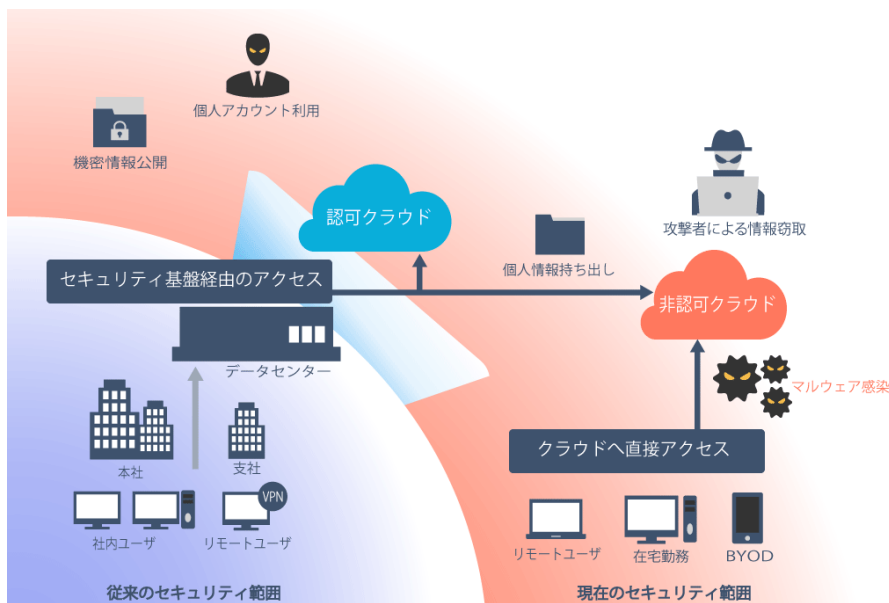 個人アカウント利用
機密情報公開
認可クラウド
攻撃者による情報窃取
セキュリティ基盤経由のアクセス
個人情報持ち出し
非認可クラウド
データセンター
マルウェア感染
本社
支社
クラウドへ直接アクセス
VPN
社内ユーザ
リモートユーザ
リモートユーザ
在宅勤務
BYOD
従来のセキュリティ範囲
現在のセキュリティ範囲